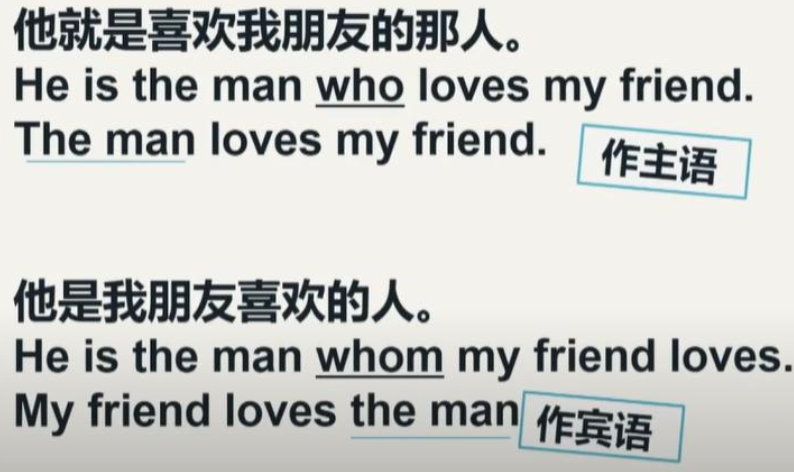 他就是喜欢我朋友的那人。
He is the man who loves my friend.
The man loves my friend.
作主语
他是我朋友喜欢的人。
He is the man whom my friend loves.
My friend loves the man
作宾语